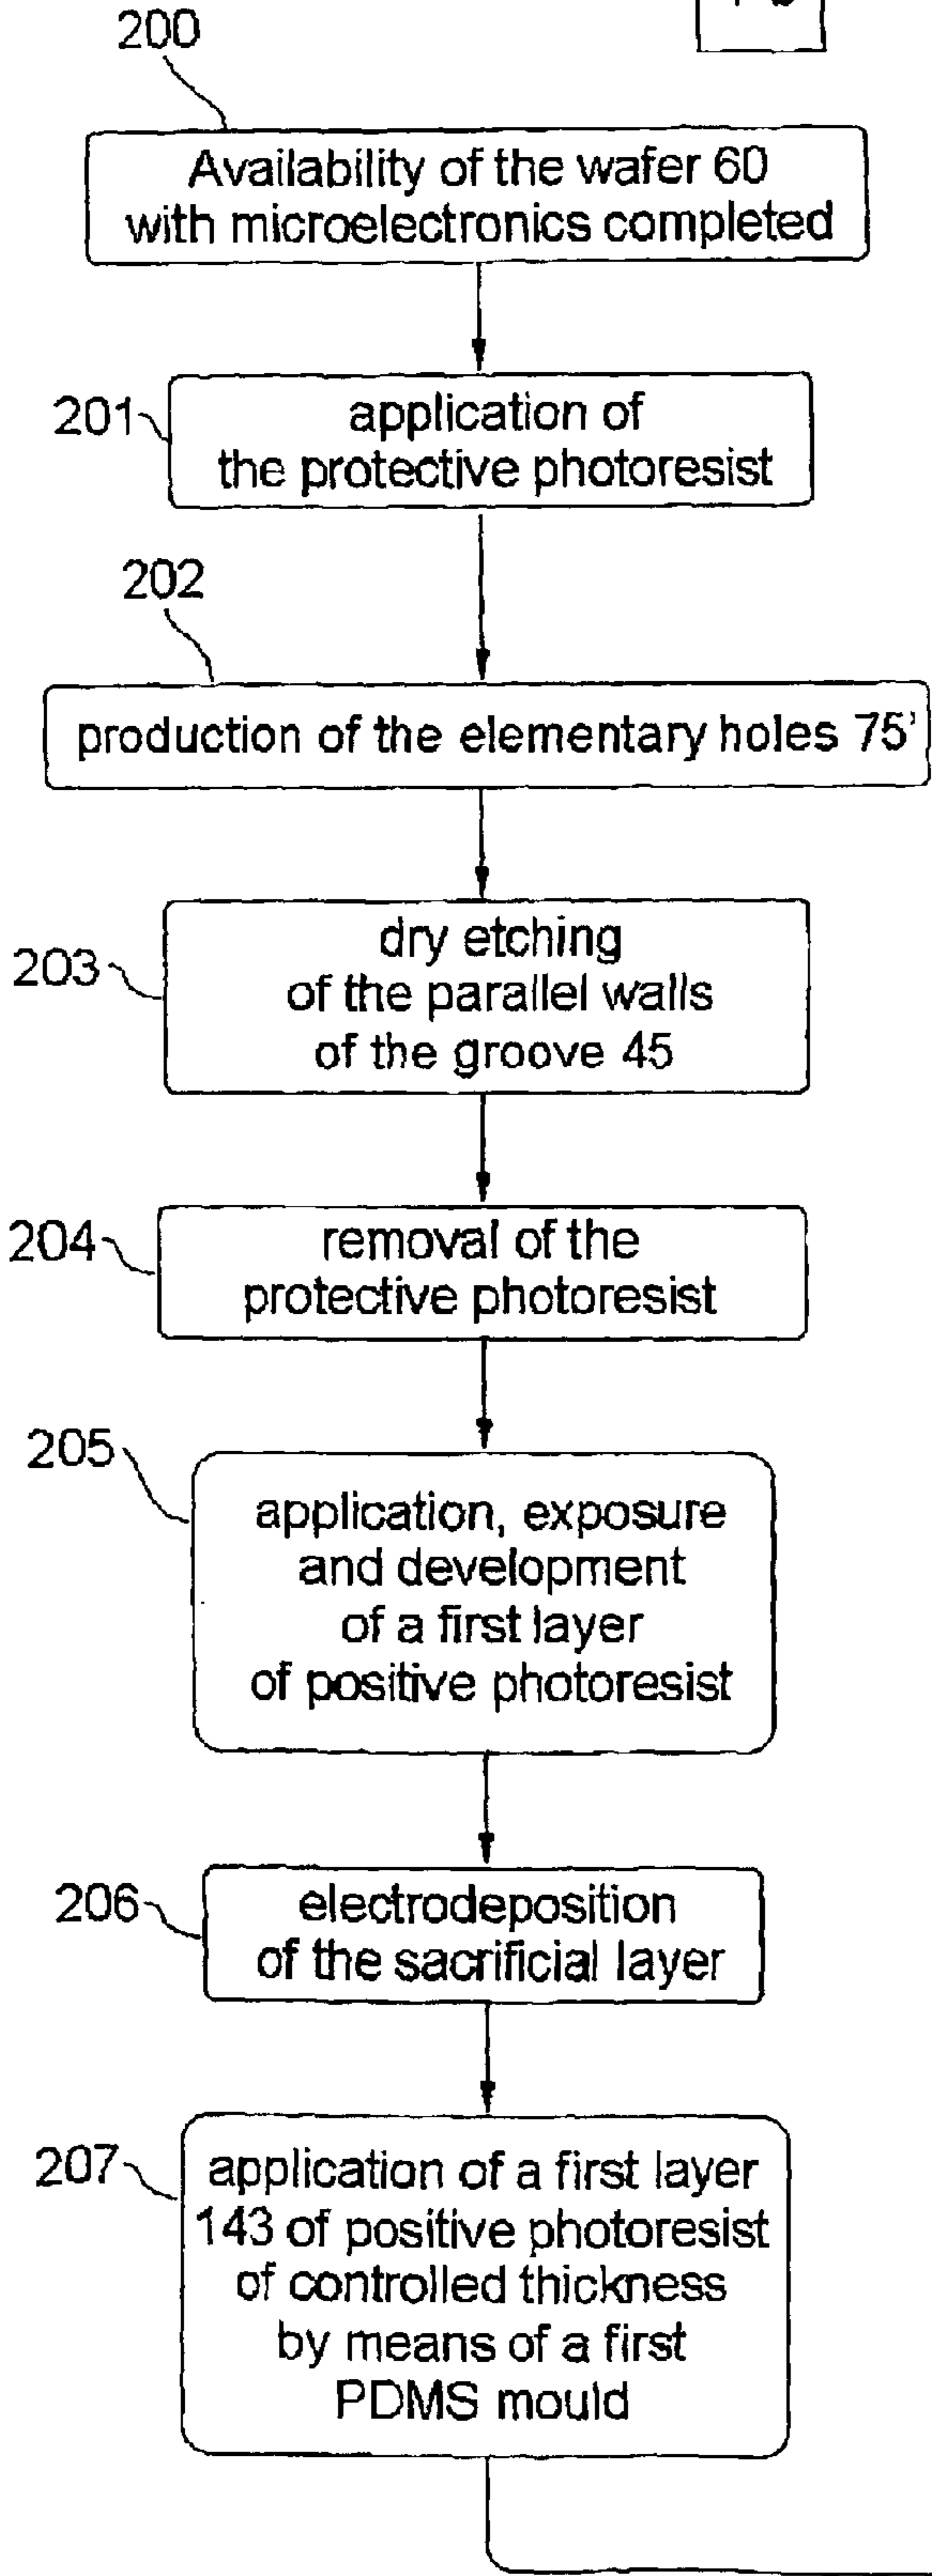 200
Availability of the wafer 60
with microelectronics completed
201
application of
the protective photoresist
202
production of the elementary holes 75'
203
dry etching
of the parallel walls
of the groove 45
204
removal of the
protective photoresist
205
application, exposure
and development
of a first layer
of positive photoresist
206
electrodeposition
of the sacrificial layer
207
application of a first layer
143 of positive photoresist
of controlled thickness
by means of a first
PDMS mould